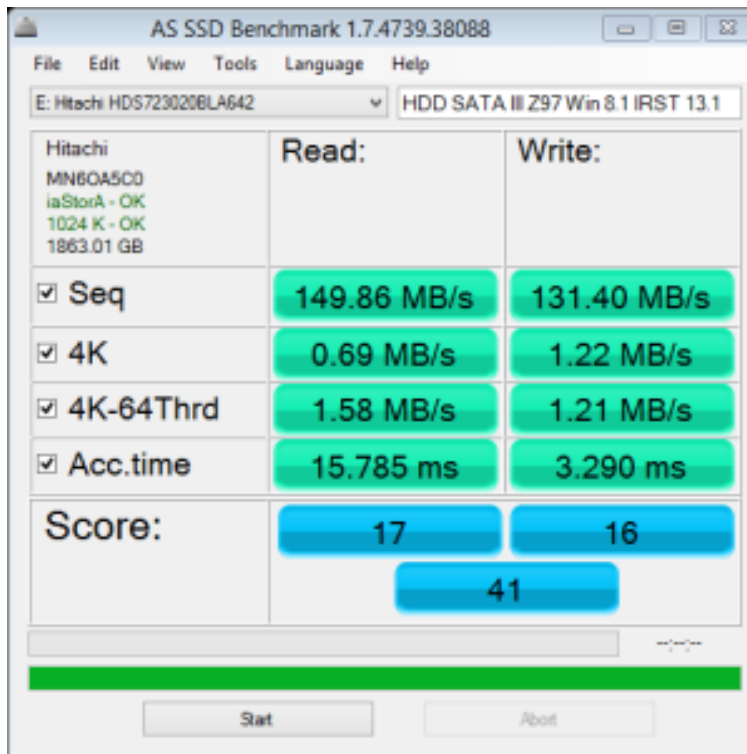 AS SSD Benchmark 1.7.4739.38088
File Edit View Tools Language Help
E: Hitachi HDS723020BLA642 HDD SATA III Z97 Win 8.1 IRST 13.1
Hitachi Read: Write:
MN6OA5C0
iaStorA - OK
1024 K - OK
1863.01 GB
Seq 149.86 MB/s 131.40 MB/s
4K 0.69 MB/s 1.22 MB/s
4K-64Thrd 1.58 MB/s 1.21 MB/s
Acc.time 15.785 ms 3.290 ms
Score: 17 16
41
--:--:--
Start Abort